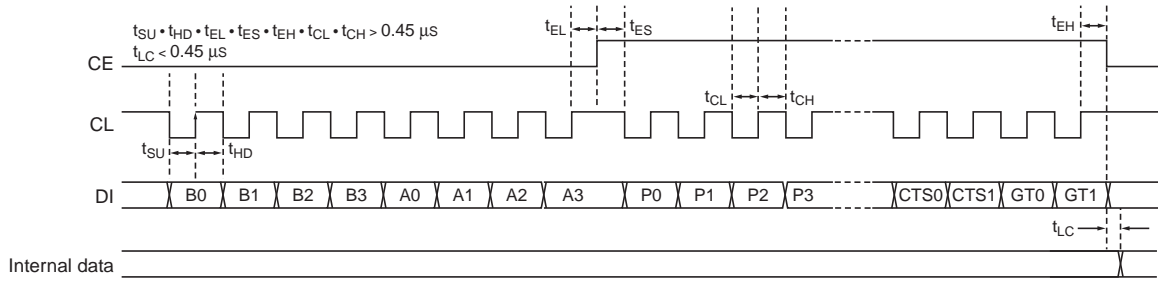 tSU • tHD • tEL • tES • tEH • tCL • tCH > 0.45 µs
tLC < 0.45 µs
tEL
tES
tEH
CE
tCL
tCH
CL
tSU
tHD
DI
B0 B1 B2 B3 A0 A1 A2 A3 P0 P1 P2 P3 CTS0 CTS1 GT0 GT1
tLC
Internal data